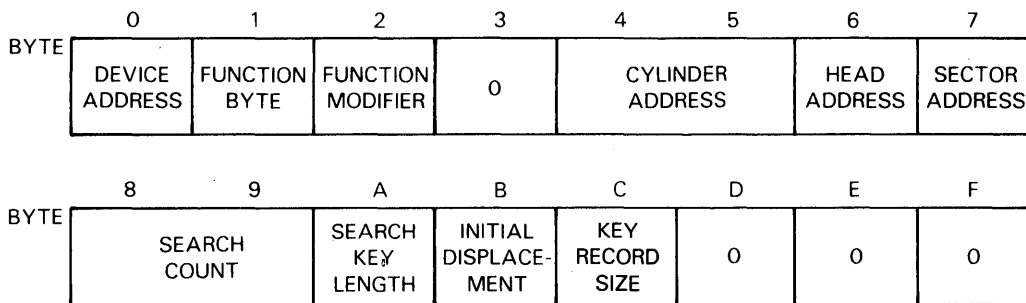 0 1 2 3 4 5 6 7
BYTE
DEVICE ADDRESS FUNCTION BYTE FUNCTION MODIFIER 0 CYLINDER ADDRESS HEAD ADDRESS SECTOR ADDRESS
8 9 A B C D E F
BYTE
SEARCH COUNT SEARCH KEY LENGTH INITIAL DISPLACE- MENT KEY RECORD SIZE 0 0 0